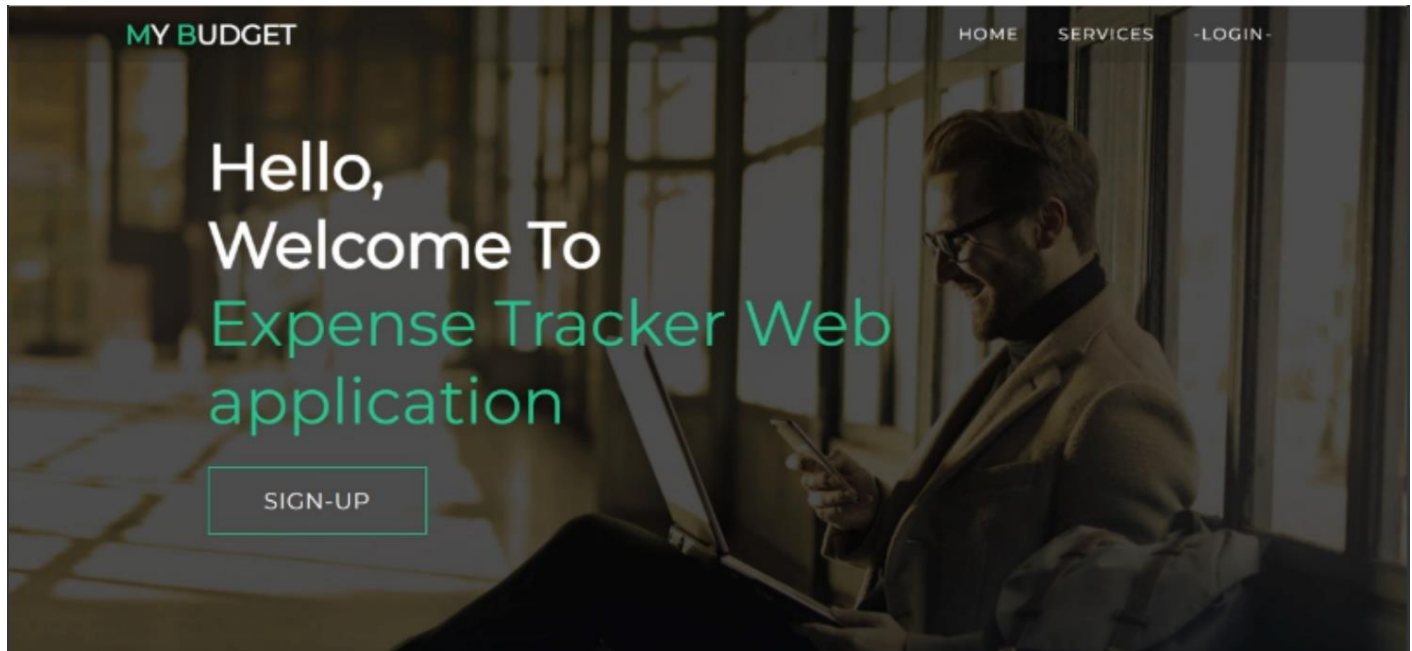 MY BUDGET
HOME SERVICES -LOGIN-
Hello,
Welcome To
Expense Tracker Web
application
SIGN-UP